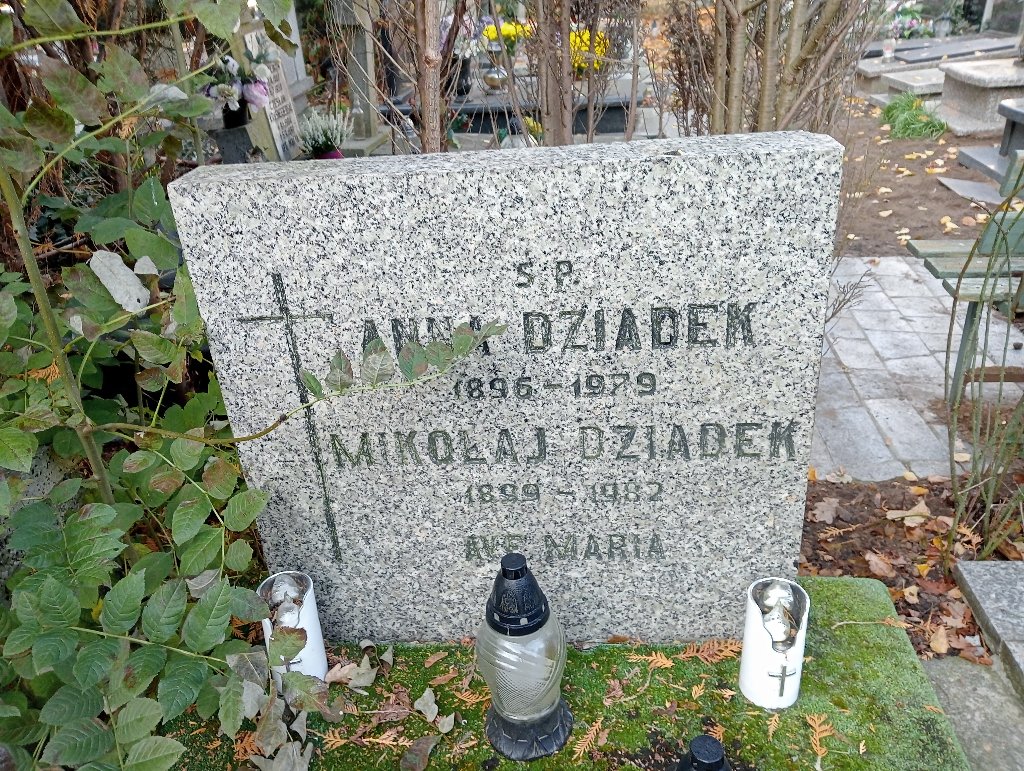 Ś.P.
ANNA DZIADEK
1896-1979
MIKOŁAJ DZIADEK
1899-1982
AVE MARIA